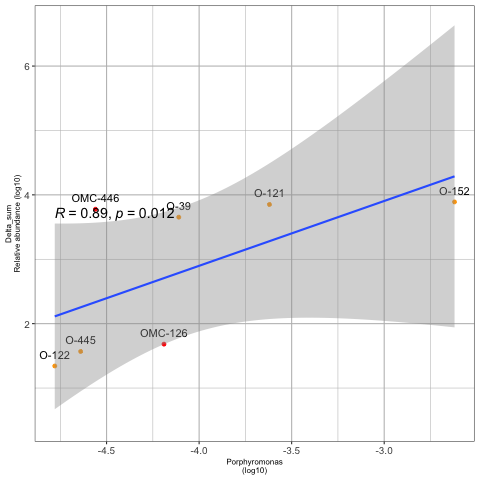 6
4
2
Delta_sum
Relative abundance (log10)
OMC-446
R = 0.89, p = 0.012
O-39
O-121
O-152
OMC-126
O-445
O-122
-4.5
-4.0
-3.5
-3.0
Porphyromonas
(log10)